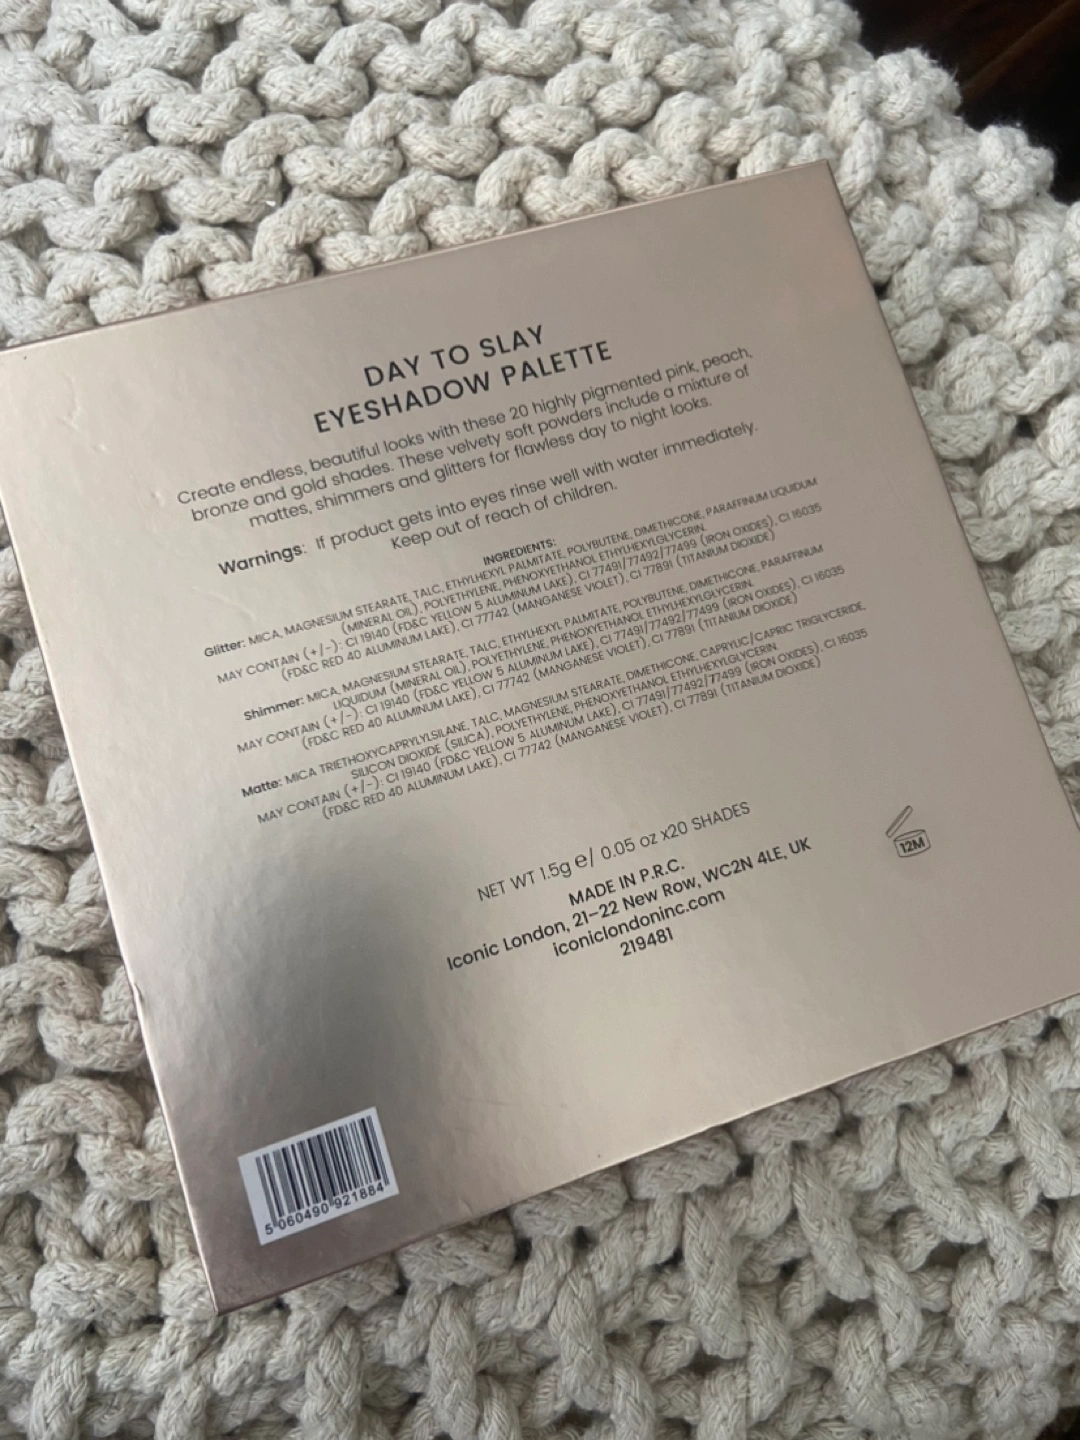 DAY TO SLAY
EYESHADOW PALETTE
Create endless, beautiful looks with these 20 highly pigmented pink, peach,
bronze and gold shades. These velvety soft powders include a mixture of
mattes, shimmers and glitters for flawless day to night looks.
Warnings: If product gets into eyes rinse well with water immediately.
Keep out of reach of children.
INGREDIENTS:
Glitter: MICA, MAGNESIUM STEARATE, TALC, ETHYLHEXYL PALMITATE, POLYBUTENE, DIMETHICONE, PARAFFINUM LIQUIDUM
(MINERAL OIL), POLYETHYLENE, PHENOXYETHANOL ETHYLHEXYLGLYCERIN.
MAY CONTAIN (+/-): CI 19140 (FD&C YELLOW 5 ALUMINUM LAKE), CI 77491/77492/77499 (IRON OXIDES), CI 16035
(FD&C RED 40 ALUMINUM LAKE), CI 77742 (MANGANESE VIOLET), CI 77891 (TITANIUM DIOXIDE)
Shimmer: MICA, MAGNESIUM STEARATE, TALC, ETHYLHEXYL PALMITATE, POLYBUTENE, DIMETHICONE, PARAFFINUM
LIQUIDUM (MINERAL OIL), POLYETHYLENE, PHENOXYETHANOL ETHYLHEXYLGLYCERIN.
MAY CONTAIN (+/-): CI 19140 (FD&C YELLOW 5 ALUMINUM LAKE), CI 77491/77492/77499 (IRON OXIDES), CI 16035
(FD&C RED 40 ALUMINUM LAKE), CI 77742 (MANGANESE VIOLET), CI 77891 (TITANIUM DIOXIDE)
Matte: MICA TRIETHOXYCAPRYLYLSILANE, TALC, MAGNESIUM STEARATE, DIMETHICONE, CAPRYLIC/CAPRIC TRIGLYCERIDE,
SILICON DIOXIDE (SILICA), POLYETHYLENE, PHENOXYETHANOL ETHYLHEXYLGLYCERIN.
MAY CONTAIN (+/-): CI 19140 (FD&C YELLOW 5 ALUMINUM LAKE), CI 77491/77492/77499 (IRON OXIDES), CI 16035
(FD&C RED 40 ALUMINUM LAKE), CI 77742 (MANGANESE VIOLET), CI 77891 (TITANIUM DIOXIDE)
NET WT 1.5g e/ 0.05 oz x20 SHADES
MADE IN P.R.C.
Iconic London, 21-22 New Row, WC2N 4LE, UK
iconiclondoninc.com
219481
12M
5 060490 921884